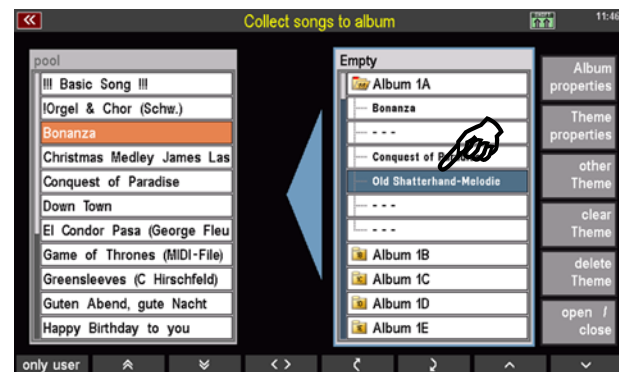 Collect songs to album
EMPTY
11:46
pool
!!! Basic Song !!!
!Orgel & Chor (Schw.)
Bonanza
Christmas Medley James Las
Conquest of Paradise
Down Town
El Condor Pasa (George Fleu
Game of Thrones (MIDI-File)
Greensleeves (C Hirschfeld)
Guten Abend, gute Nacht
Happy Birthday to you
Empty
Album 1A
Bonanza
- - -
Conquest of
Old Shatterhand-Melodie
- - -
- - -
Album 1B
Album 1C
Album 1D
Album 1E
Album
properties
Theme
properties
other
Theme
clear
Theme
delete
Theme
open /
close
only user